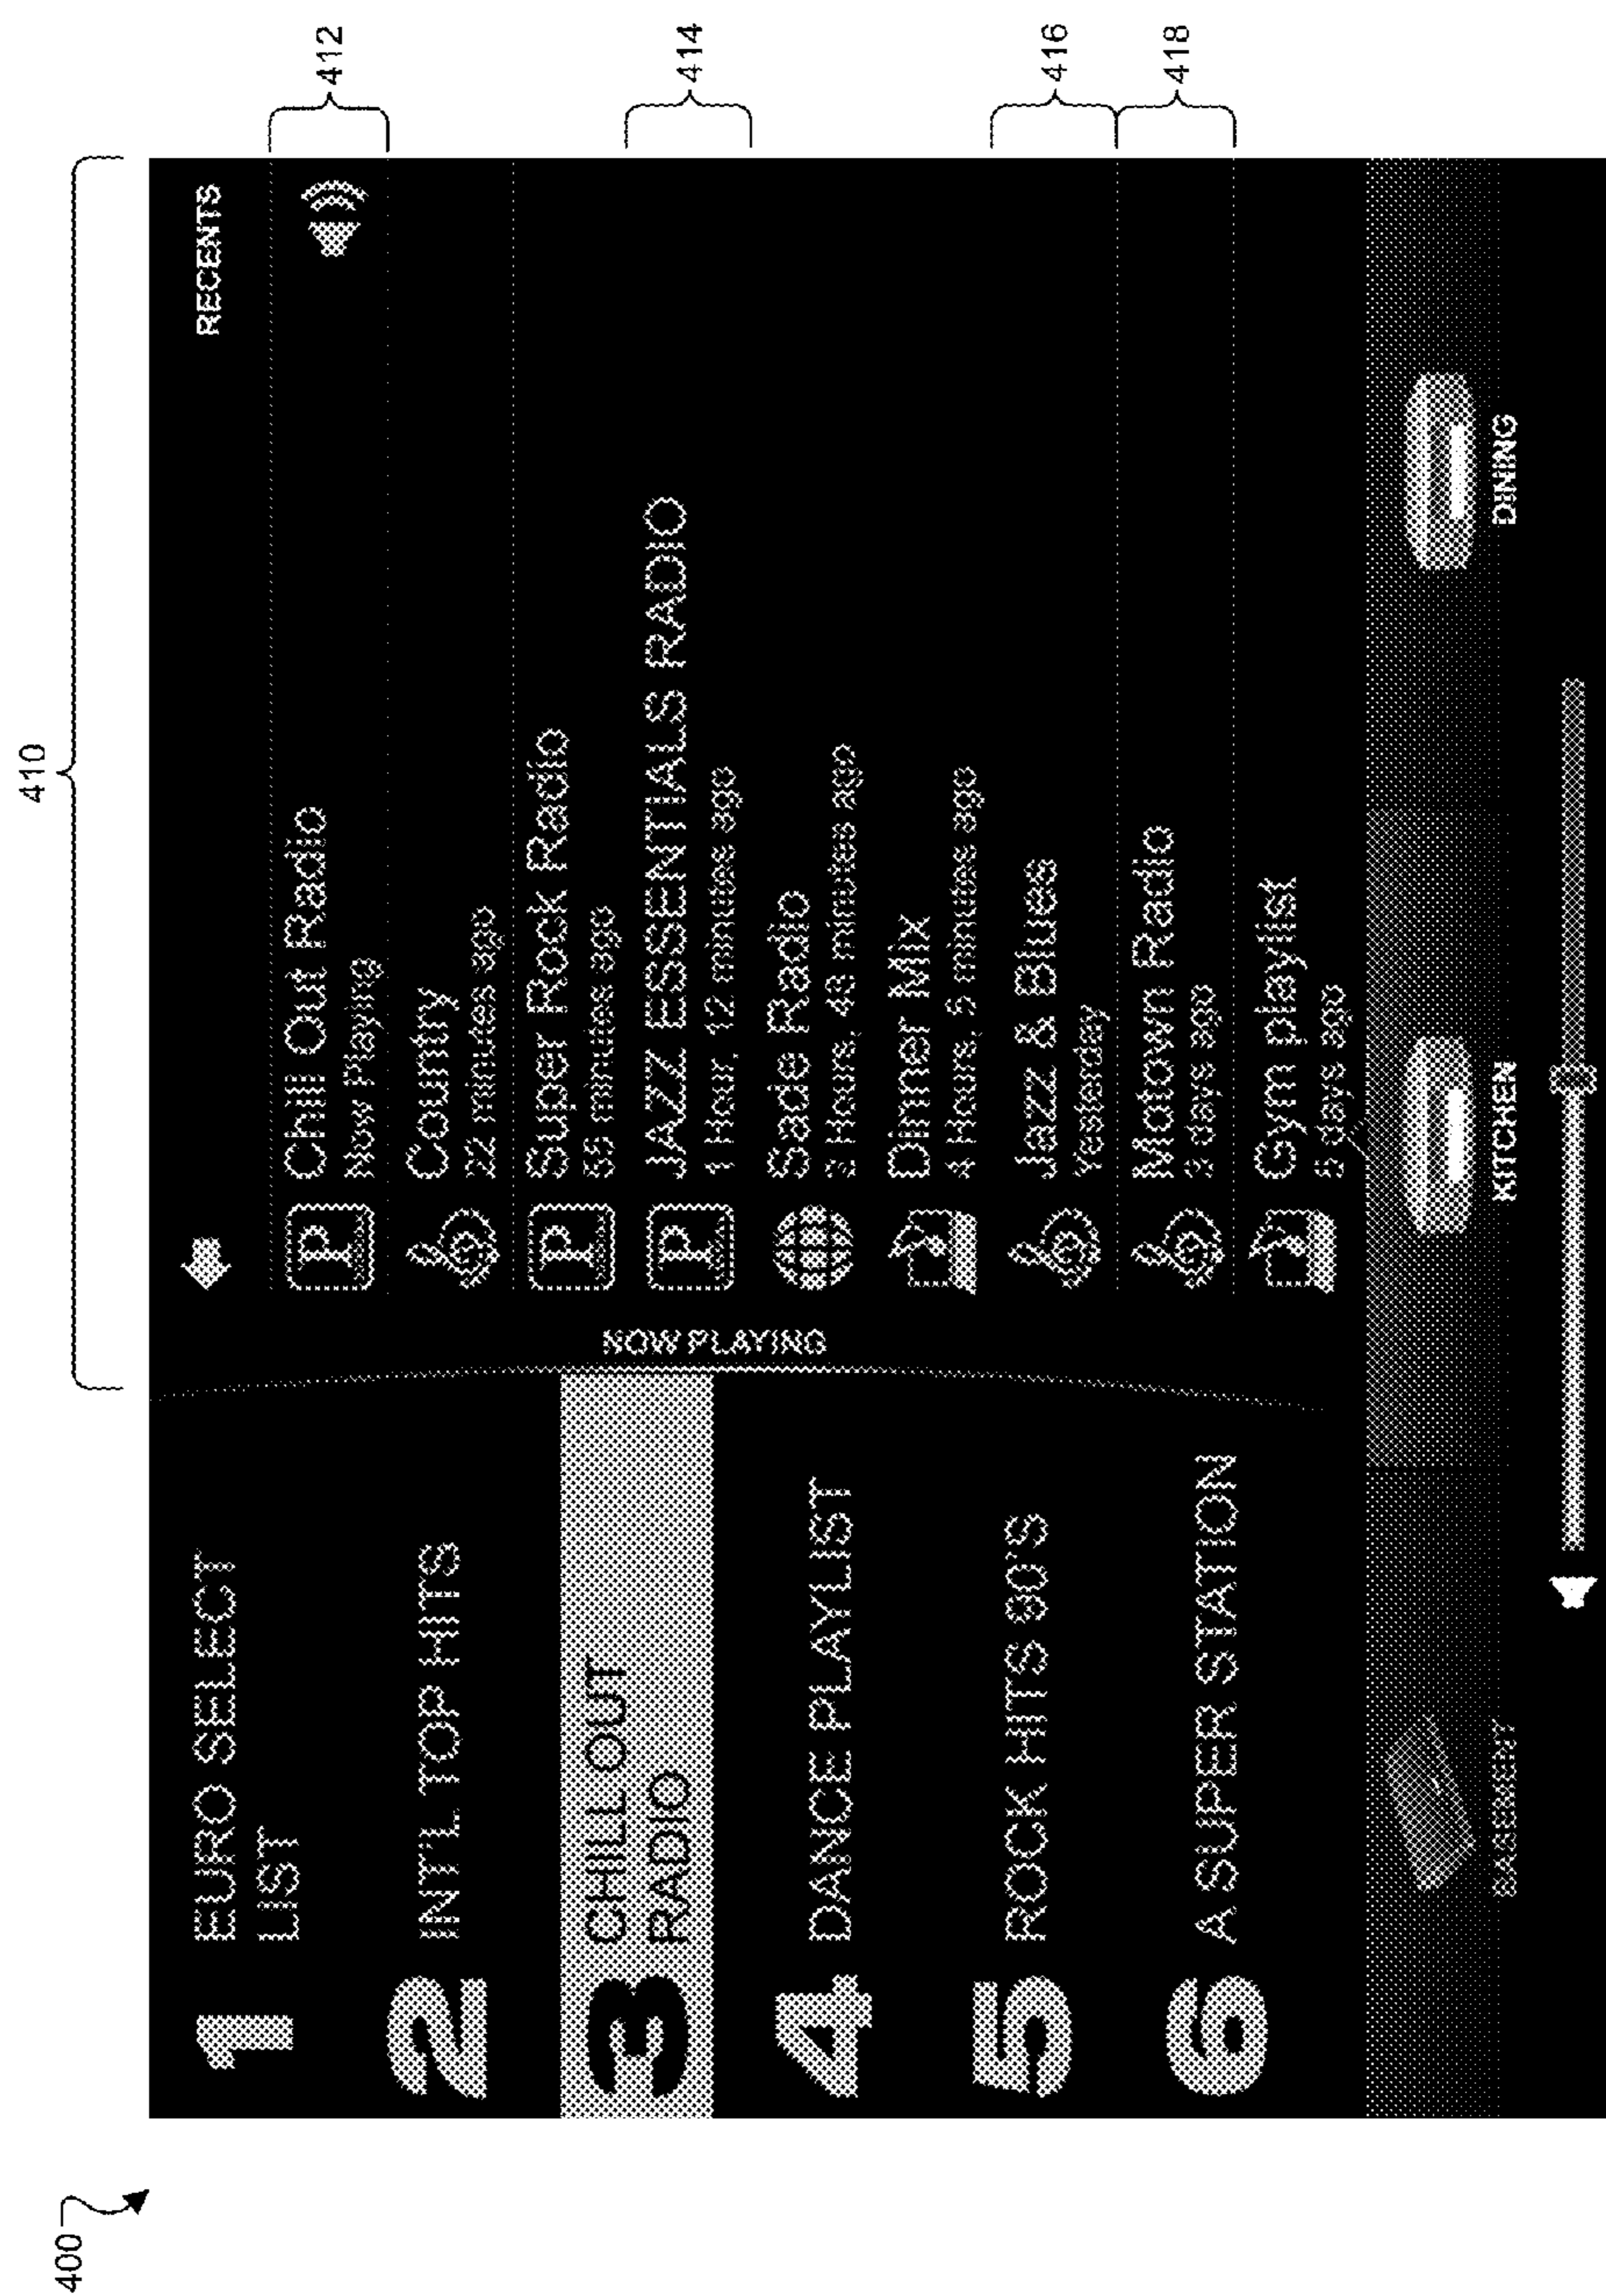 400
410
RECENTS
1 EURO SELECT
LIST
2 INT'L TOP HITS
3 CHILL OUT
RADIO
4 DANCE PLAYLIST
5 ROCK HITS 90'S
6 A SUPER STATION
NOW PLAYING
P Chill Out Radio
Now Playing
412
Country
22 minutes ago
P Super Rock Radio
55 minutes ago
P JAZZ ESSENTIALS RADIO
1 Hour, 12 minutes ago
414
Sade Radio
Hours, 48 minutes ago
Dinner Mix
4 Hours, 5 minutes ago
Jazz & Blues
Yesterday
416
Motown Radio
days ago
418
Gym playlist
5 days ago
BASEMENT
KITCHEN
DINING